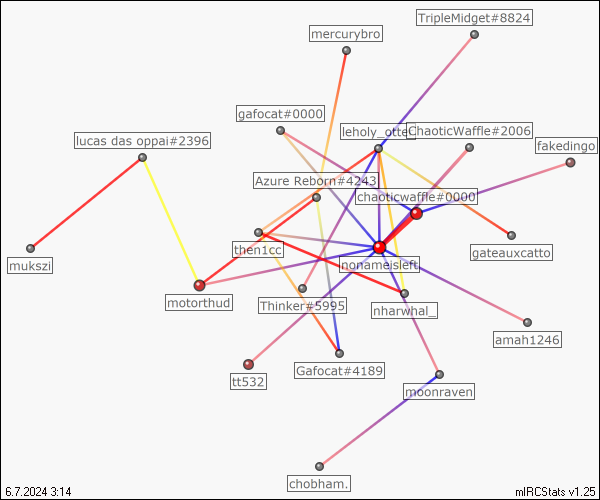 TripleMidget#8824
mercurybro
gafocat#0000
leholy_otte
ChaoticWaffle#2006
lucas das oppai#2396
fakedingo
Azure Reborn#4243
chaoticwaffle#0000
then1cc
gateauxcatto
mukszi
nonameisleft
motorthud
Thinker#5995
nharwhal_
amah1246
Gafocat#4189
tt532
moonraven
chobham.
6.7.2024 3:14
mIRCStats v1.25